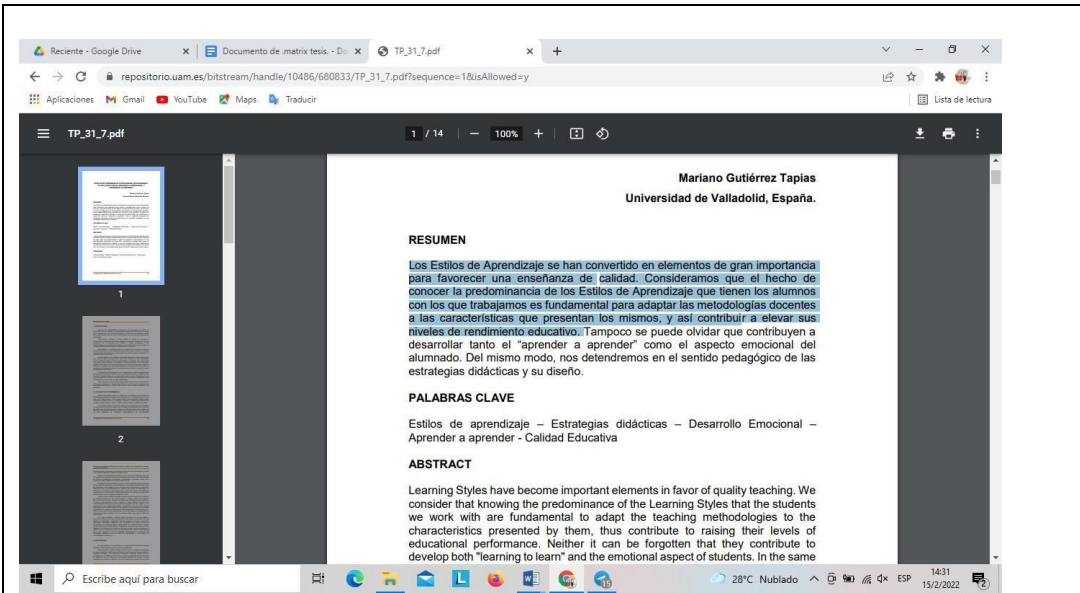 Reciente - Google Drive
Documento de .matrix tesis. - Do
TP_31_7.pdf
repositorio.uam.es/bitstream/handle/10486/680833/TP_31_7.pdf?sequence=1&isAllowed=y
Aplicaciones
Gmail
YouTube
Maps
Traducir
Lista de lectura
TP_31_7.pdf
1 / 14
100%
1
2
Mariano Gutiérrez Tapias
Universidad de Valladolid, España.
RESUMEN
Los Estilos de Aprendizaje se han convertido en elementos de gran importancia
para favorecer una enseñanza de calidad. Consideramos que el hecho de
conocer la predominancia de los Estilos de Aprendizaje que tienen los alumnos
con los que trabajamos es fundamental para adaptar las metodologías docentes
a las características que presentan los mismos, y así contribuir a elevar sus
niveles de rendimiento educativo. Tampoco se puede olvidar que contribuyen a
desarrollar tanto el “aprender a aprender” como el aspecto emocional del
alumnado. Del mismo modo, nos detendremos en el sentido pedagógico de las
estrategias didácticas y su diseño.
PALABRAS CLAVE
Estilos de aprendizaje – Estrategias didácticas – Desarrollo Emocional –
Aprender a aprender - Calidad Educativa
ABSTRACT
Learning Styles have become important elements in favor of quality teaching. We
consider that knowing the predominance of the Learning Styles that the students
we work with are fundamental to adapt the teaching methodologies to the
characteristics presented by them, thus contribute to raising their levels of
educational performance. Neither it can be forgotten that they contribute to
develop both "learning to learn" and the emotional aspect of students. In the same
Escribe aquí para buscar
28°C Nublado
ESP
14:31
15/2/2022